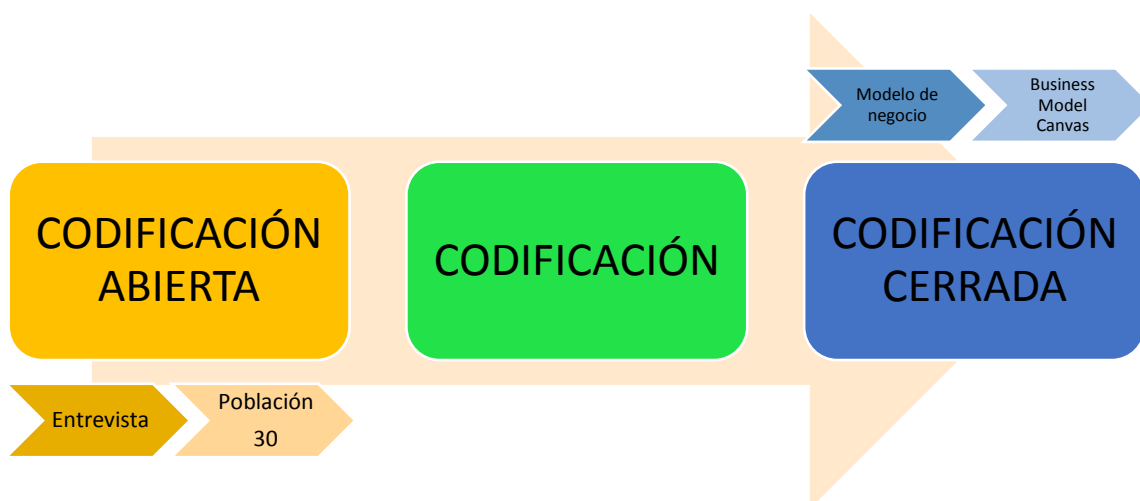 Modelo de
negocio
Business
Model
Canvas
CODIFICACIÓN
ABIERTA
CODIFICACIÓN
CODIFICACIÓN
CERRADA
Entrevista
Población
30